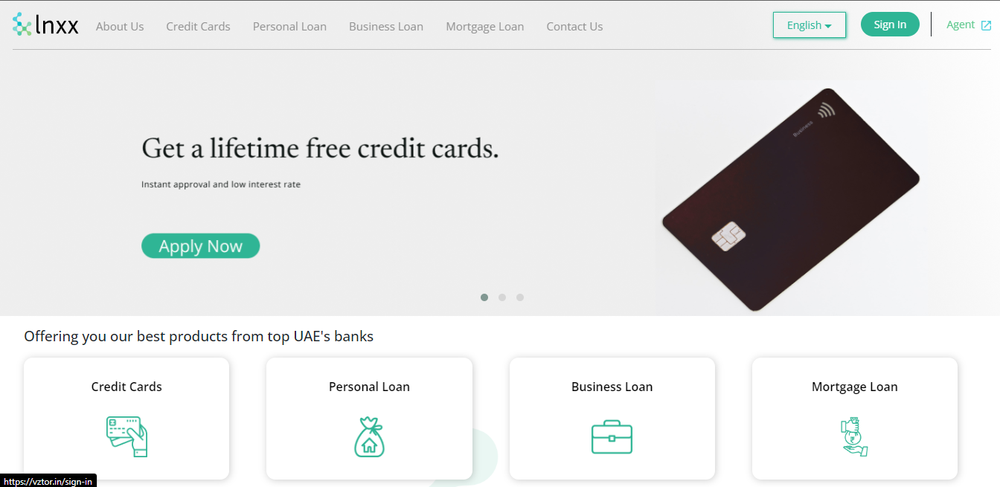 lnxx
About Us
Credit Cards
Personal Loan
Business Loan
Mortgage Loan
Contact Us
English
Sign In
Agent
Get a lifetime free credit cards.
Instant approval and low interest rate
Apply Now
Business
Offering you our best products from top UAE's banks
Credit Cards
Personal Loan
Business Loan
Mortgage Loan
₹
https://vztor.in/sign-in